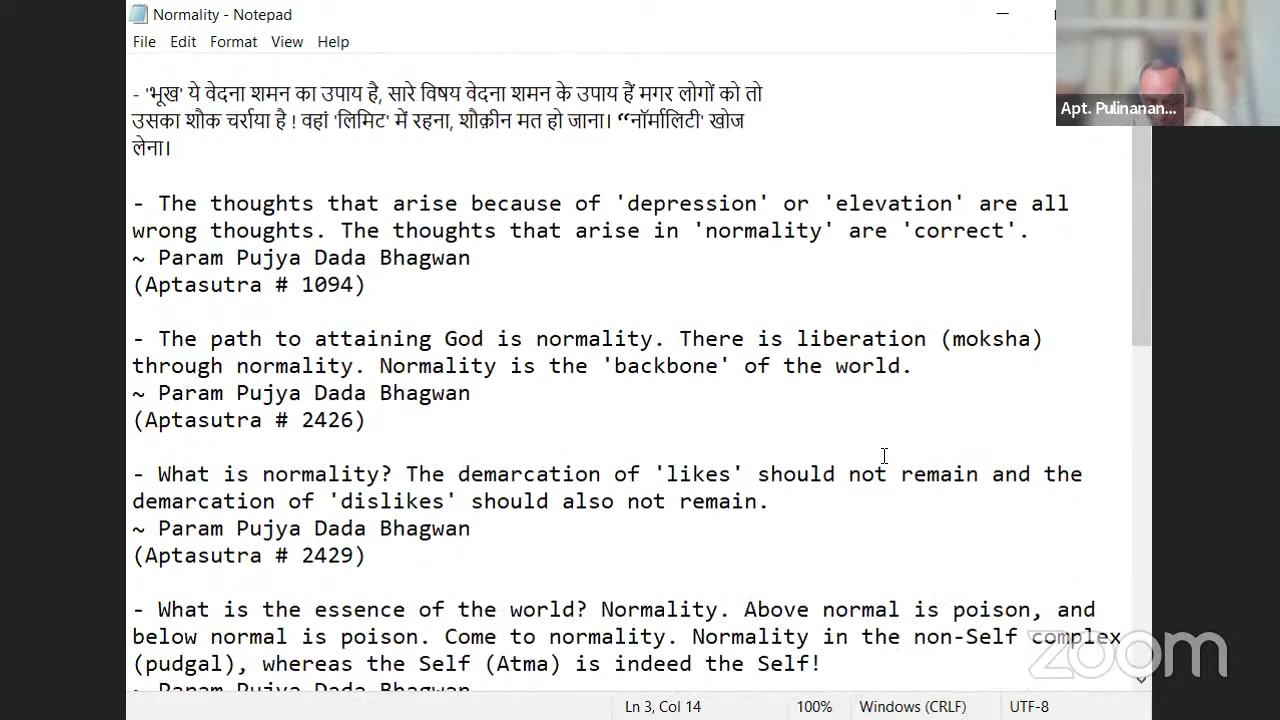 Normality - Notepad
File Edit Format View Help
- 'भूख' ये वेदना शमन का उपाय है, सारे विषय वेदना शमन के उपाय हैं मगर लोगों को तो
उसका शौक चर्राया है ! वहां 'लिमिट' में रहना, शौक़ीन मत हो जाना। “नॉर्मालिटी' खोज
लेना।
- The thoughts that arise because of 'depression' or 'elevation' are all
wrong thoughts. The thoughts that arise in 'normality' are 'correct'.
~ Param Pujya Dada Bhagwan
(Aptasutra # 1094)
- The path to attaining God is normality. There is liberation (moksha)
through normality. Normality is the 'backbone' of the world.
~ Param Pujya Dada Bhagwan
(Aptasutra # 2426)
- What is normality? The demarcation of 'likes' should not remain and the
demarcation of 'dislikes' should also not remain.
~ Param Pujya Dada Bhagwan
(Aptasutra # 2429)
- What is the essence of the world? Normality. Above normal is poison, and
below normal is poison. Come to normality. Normality in the non-Self complex
(pudgal), whereas the Self (Atma) is indeed the Self!
~ Param Pujya Dada Bhagwan
Ln 3, Col 14 100% Windows (CRLF) UTF-8
Apt. Pulinanan...
zoom